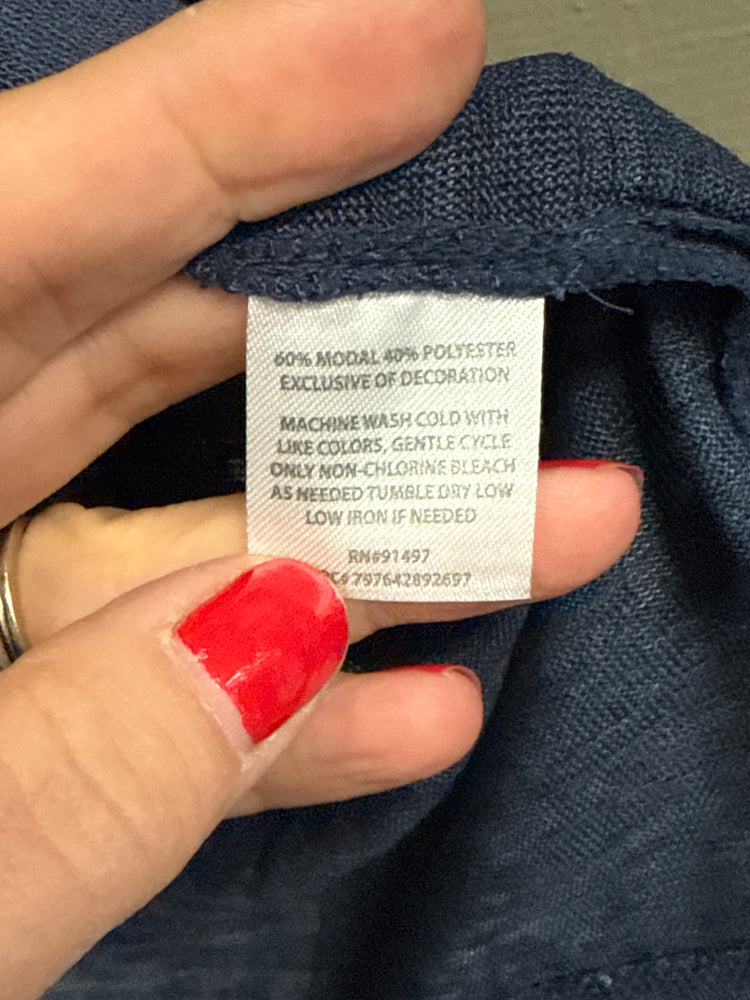 60% MODAL 40% POLYESTER
EXCLUSIVE OF DECORATION
MACHINE WASH COLD WITH
LIKE COLORS, GENTLE CYCLE
ONLY NON-CHLORINE BLEACH
AS NEEDED TUMBLE DRY LOW
LOW IRON IF NEEDED
RN#91497
797642892697